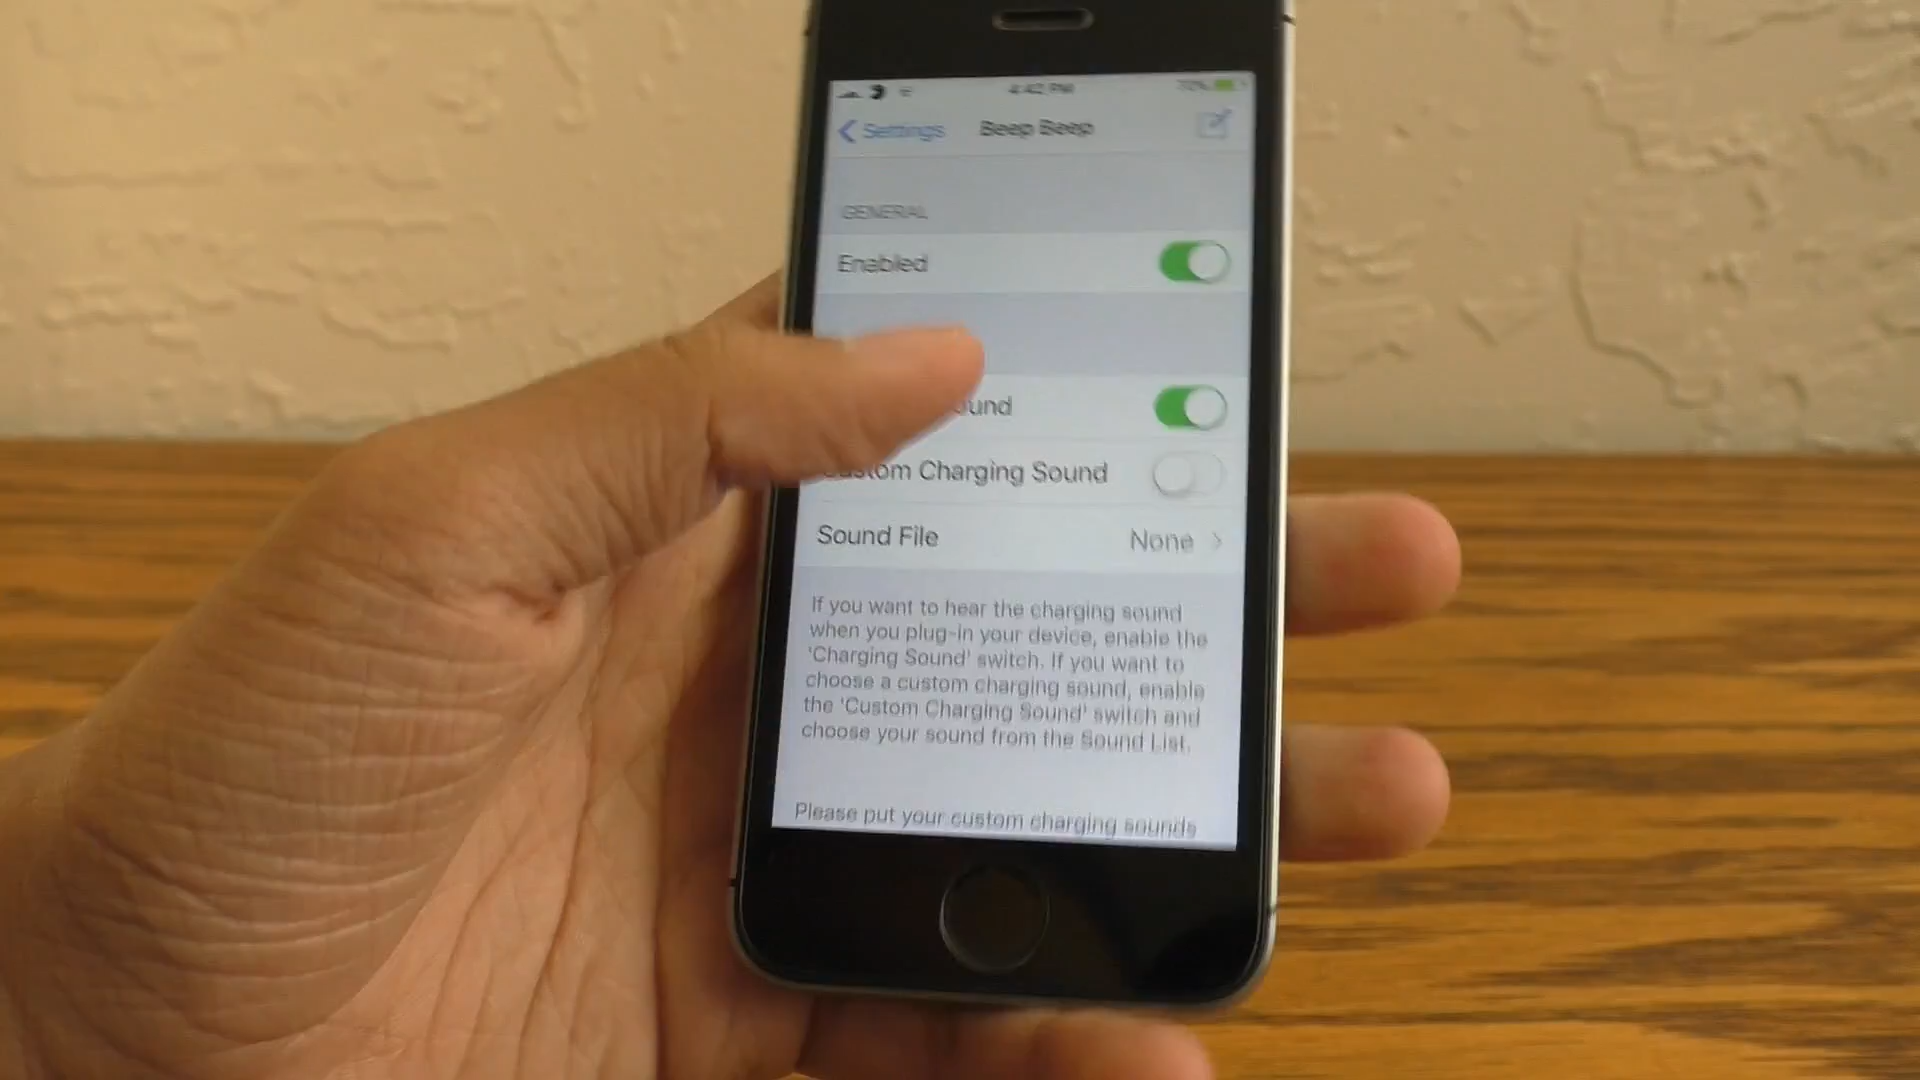 4:42 PM
Settings
Beep Beep
GENERAL
Enabled
ound
Custom Charging Sound
Sound File
None
If you want to hear the charging sound
when you plug-in your device, enable the
'Charging Sound' switch. If you want to
choose a custom charging sound, enable
the 'Custom Charging Sound' switch and
choose your sound from the Sound List.
Please put your custom charging sounds